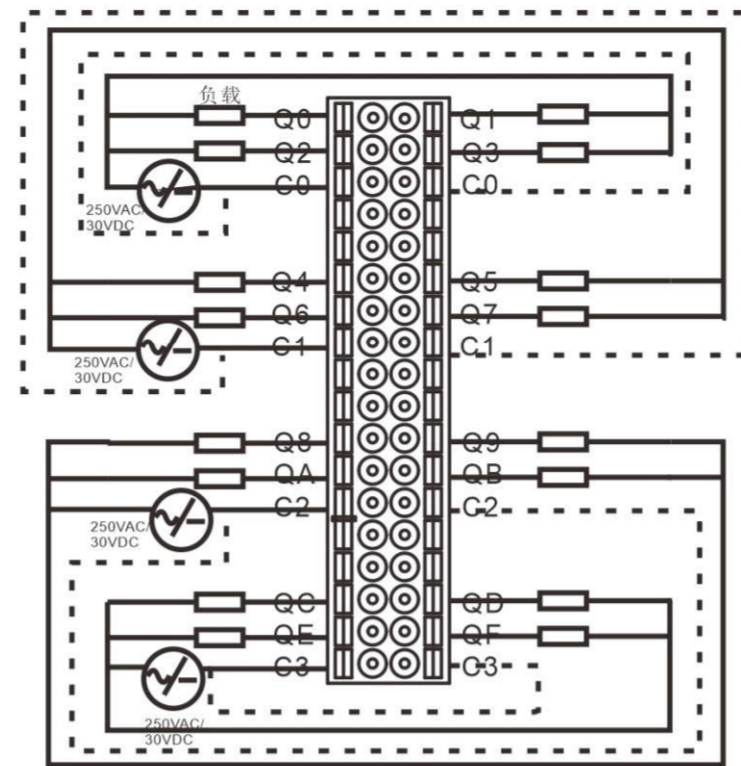 负载
Q0 Q1
Q2 Q3
C0 C0
250VAC/
30VDC
Q4 Q5
Q6 Q7
C1 C1
250VAC/
30VDC
Q8 Q9
QA QB
C2 C2
250VAC/
30VDC
QC QD
QE QF
C3 C3
250VAC/
30VDC